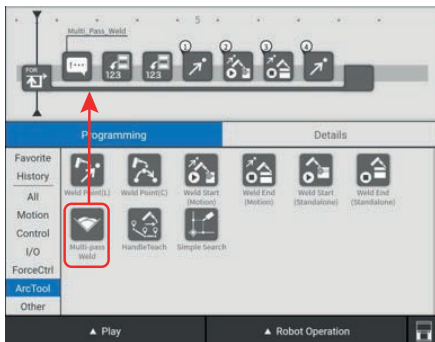 5
Multi_Pass_Weld
1 2 3 4
FOR
!...
123 123
Programming Details
Favorite
History
All
Motion
Control
I/O
ForceCtrl
ArcTool
Other
Weld Point(L) Weld Point(C) Weld Start (Motion) Weld End (Motion) Weld Start (Standalone) Weld End (Standalone)
Multi-pass Weld HandleTeach Simple Search
▲ Play ▲ Robot Operation